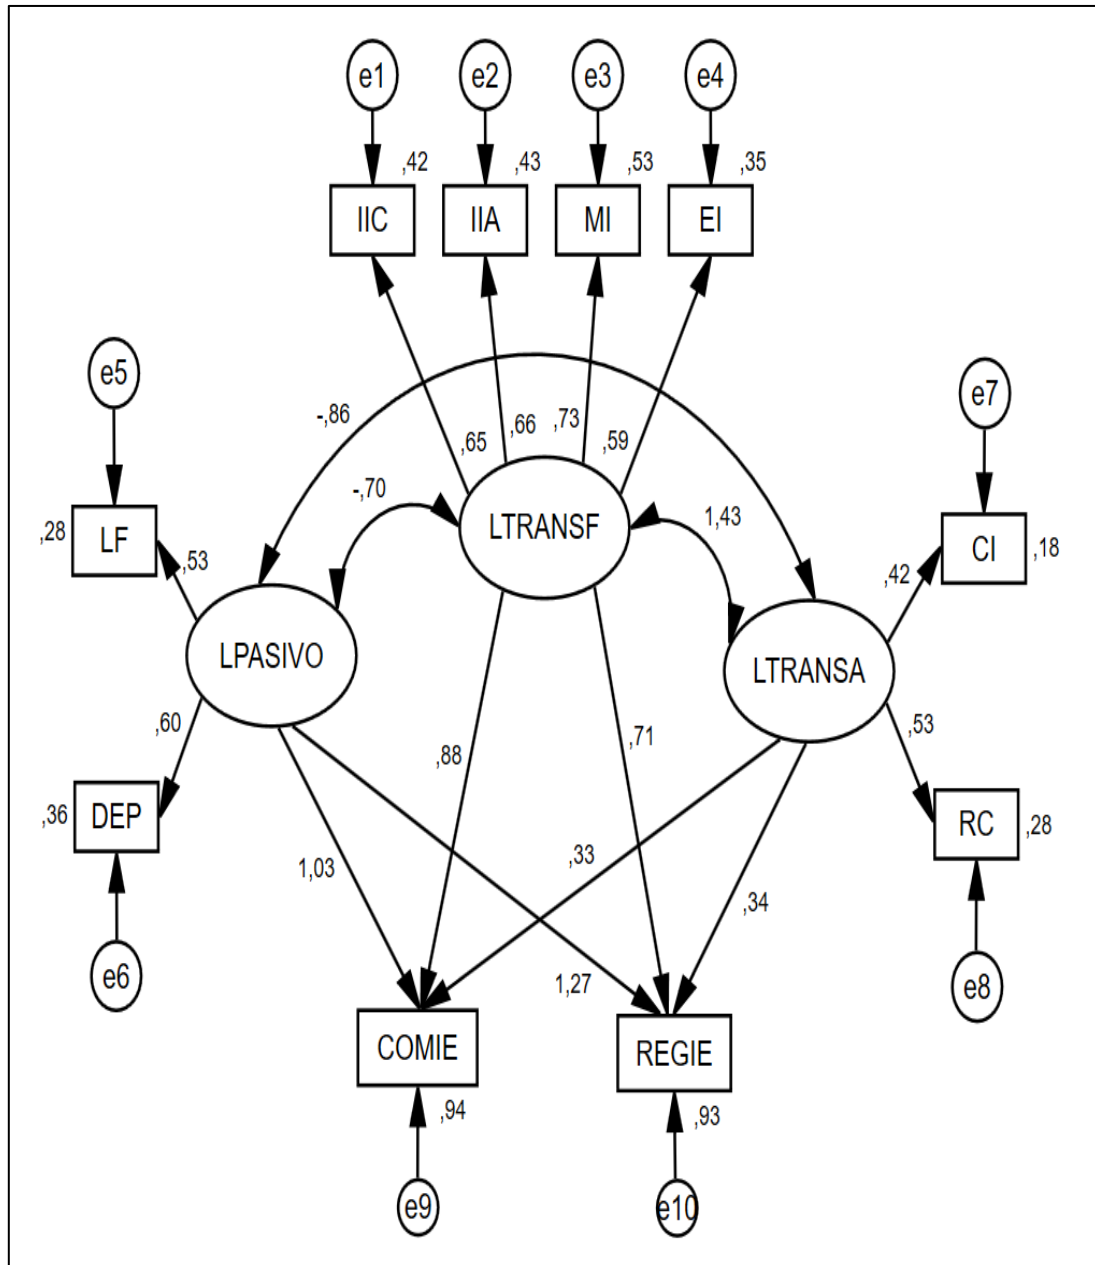 e1
e2
e3
e4
,42
,43
,53
,35
IIC
IIA
MI
EI
e5
e7
-,86
,65
,66
,73
,59
-,70
LTRANSF
1,43
,28
LF
,53
CI
,18
,42
LPASIVO
LTRANSA
,60
,88
,71
,53
,36
DEP
RC
,28
1,03
,33
,34
e6
1,27
e8
COMIE
REGIE
,94
,93
e9
e10